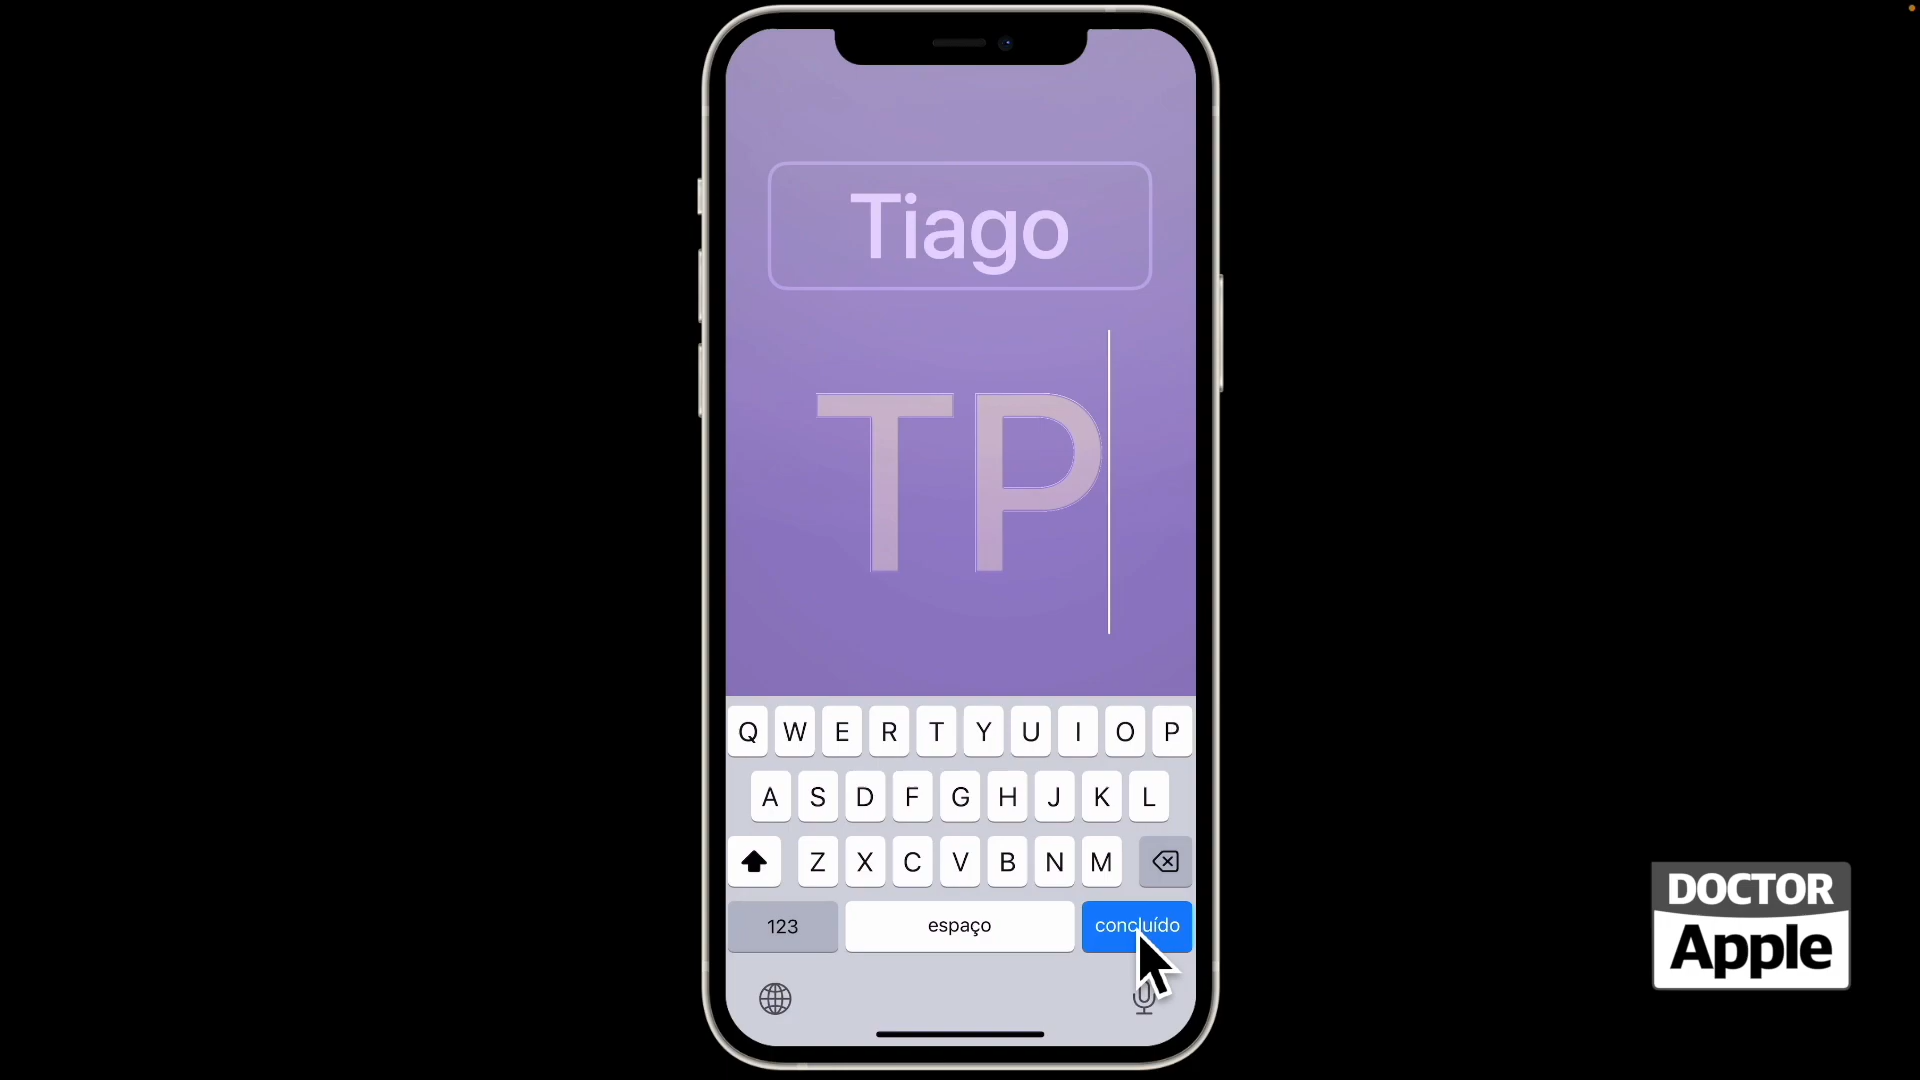 Tiago
TP
Q W E R T Y U I O P
A S D F G H J K L
Z X C V B N M
123 espaço concluído
DOCTOR
Apple